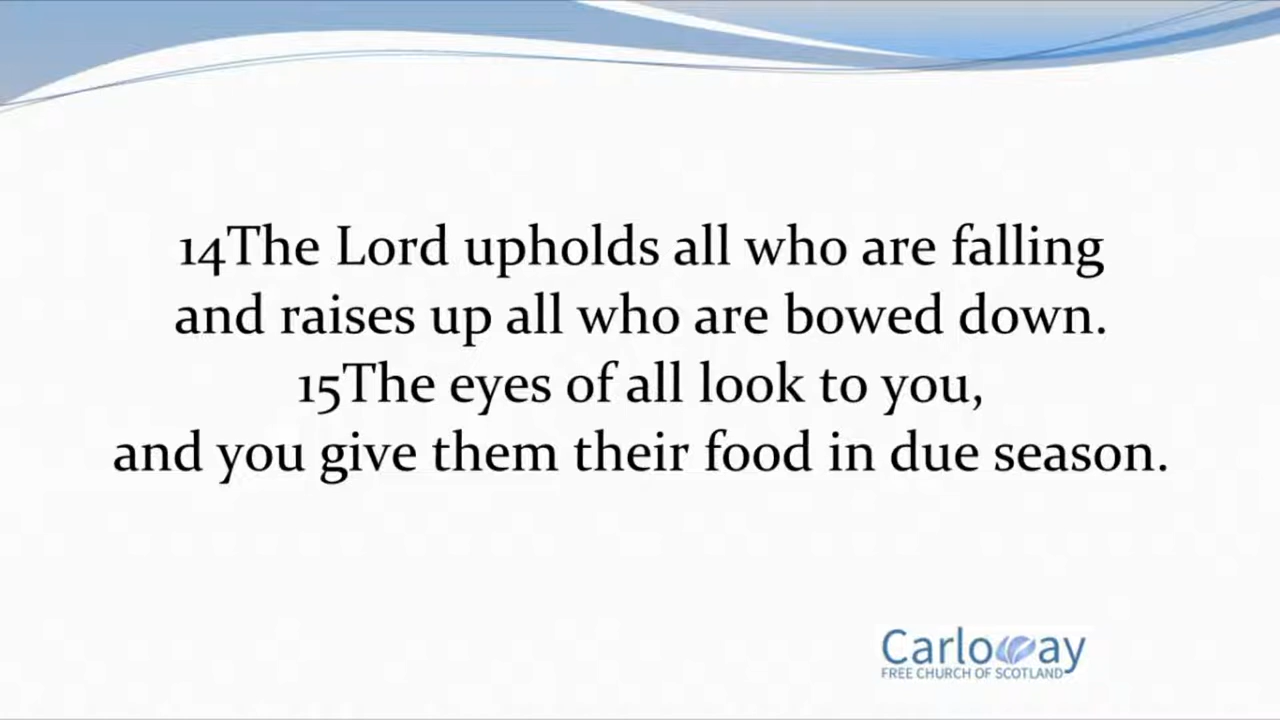 14The Lord upholds all who are falling
and raises up all who are bowed down.
15The eyes of all look to you,
and you give them their food in due season.
Carloway
FREE CHURCH OF SCOTLAND